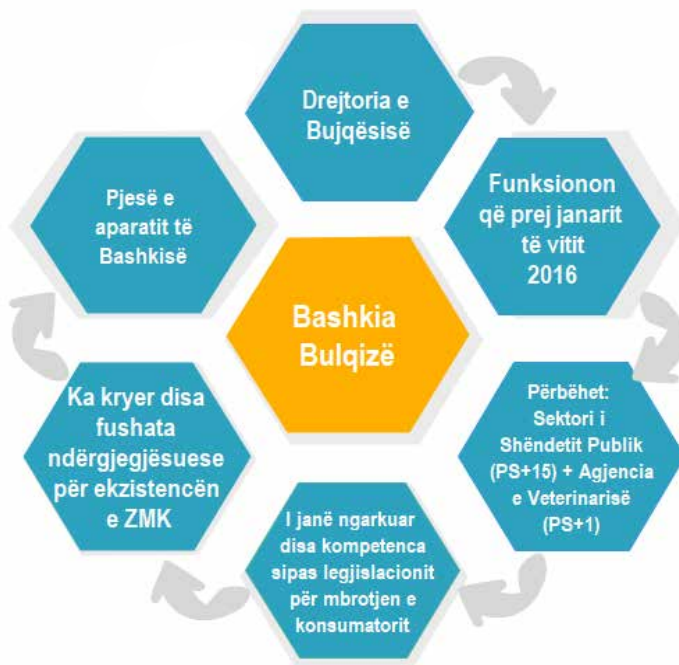 Drejtoria e
Bujqësisë
Funksionon
që prej janarit
të vitit
2016
Përbëhet:
Sektori i
Shëndetit Publik
(PS+15) + Agjencia
e Veterinarisë
(PS+1)
I janë ngarkuar
disa kompetenca
sipas legjislacionit
për mbrotjen e
konsumatorit
Ka kryer disa
fushata
ndërgjegjësuese
për ekzistencën
e ZMK
Pjesë e
aparatit të
Bashkisë
Bashkia
Bulqizë